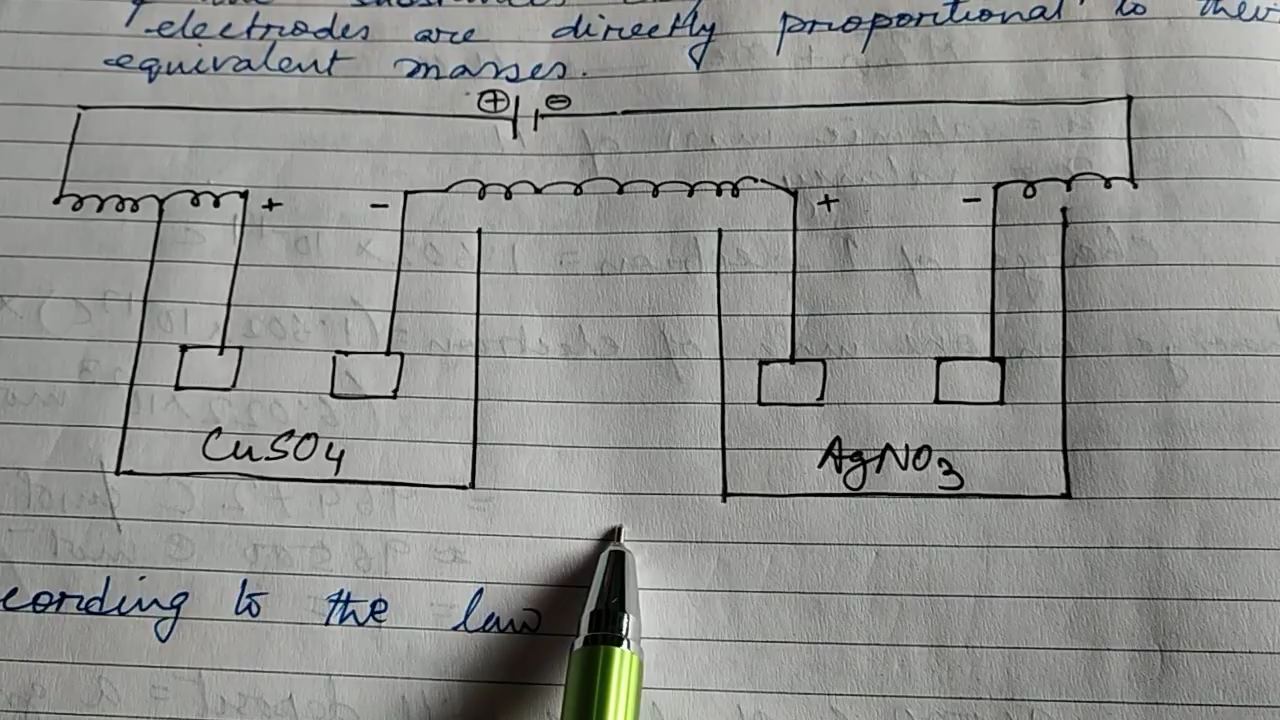 electrodes are directly proportional to their
equivalent masses.
⊕ ⊖
+ - + -
CuSO4 AgNO3
cording to the law